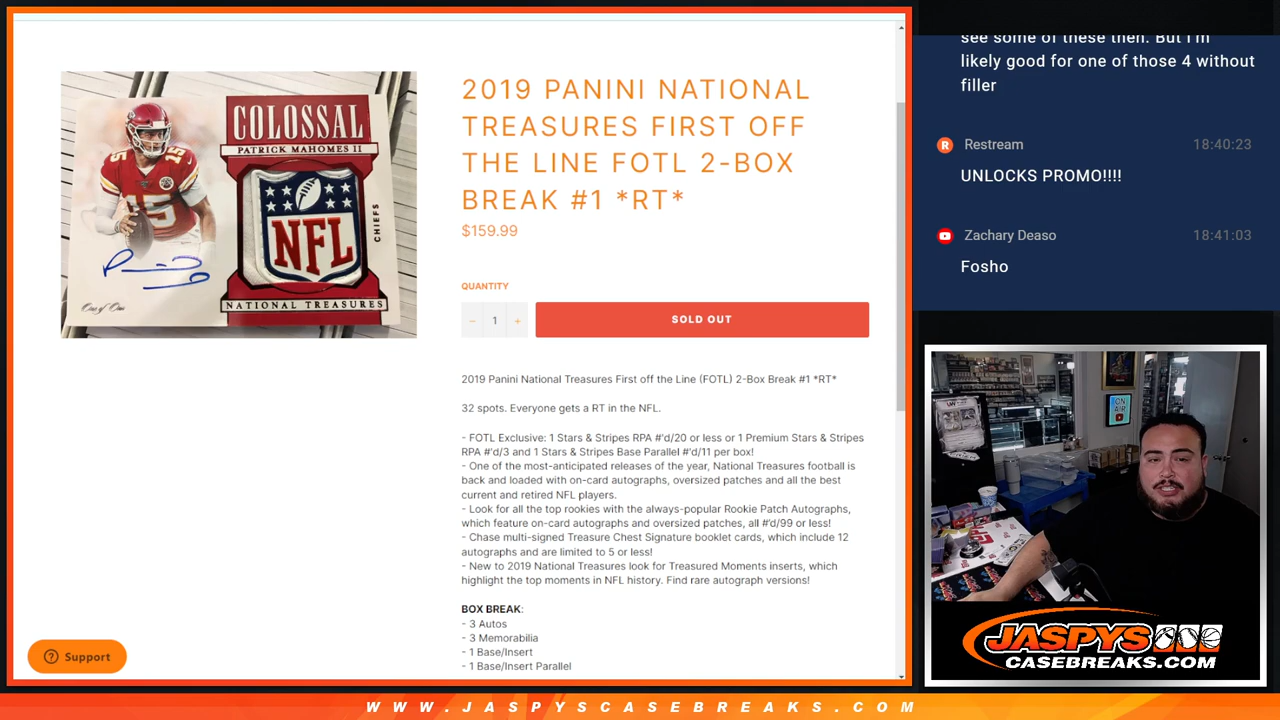 COLOSSAL
PATRICK MAHOMES II
15
15
NFL
CHIEFS
One of One
NATIONAL TREASURES
2019 PANINI NATIONAL
TREASURES FIRST OFF
THE LINE FOTL 2-BOX
BREAK #1 *RT*
$159.99
QUANTITY
− 1 +
SOLD OUT
2019 Panini National Treasures First off the Line (FOTL) 2-Box Break #1 *RT*
32 spots. Everyone gets a RT in the NFL.
- FOTL Exclusive: 1 Stars & Stripes RPA #'d/20 or less or 1 Premium Stars & Stripes
RPA #'d/3 and 1 Stars & Stripes Base Parallel #'d/11 per box!
- One of the most-anticipated releases of the year, National Treasures football is
back and loaded with on-card autographs, oversized patches and all the best
current and retired NFL players.
- Look for all the top rookies with the always-popular Rookie Patch Autographs,
which feature on-card autographs and oversized patches, all #'d/99 or less!
- Chase multi-signed Treasure Chest Signature booklet cards, which include 12
autographs and are limited to 5 or less!
- New to 2019 National Treasures look for Treasured Moments inserts, which
highlight the top moments in NFL history. Find rare autograph versions!
BOX BREAK:
- 3 Autos
- 3 Memorabilia
- 1 Base/Insert
- 1 Base/Insert Parallel
? Support
see some of these then. But I'm
likely good for one of those 4 without
filler
R Restream 18:40:23
UNLOCKS PROMO!!!!
Zachary Deaso 18:41:03
Fosho
ON
AIR
JASPYS
CASEBREAKS.COM
WWW.JASPYSCASEBREAKS.COM